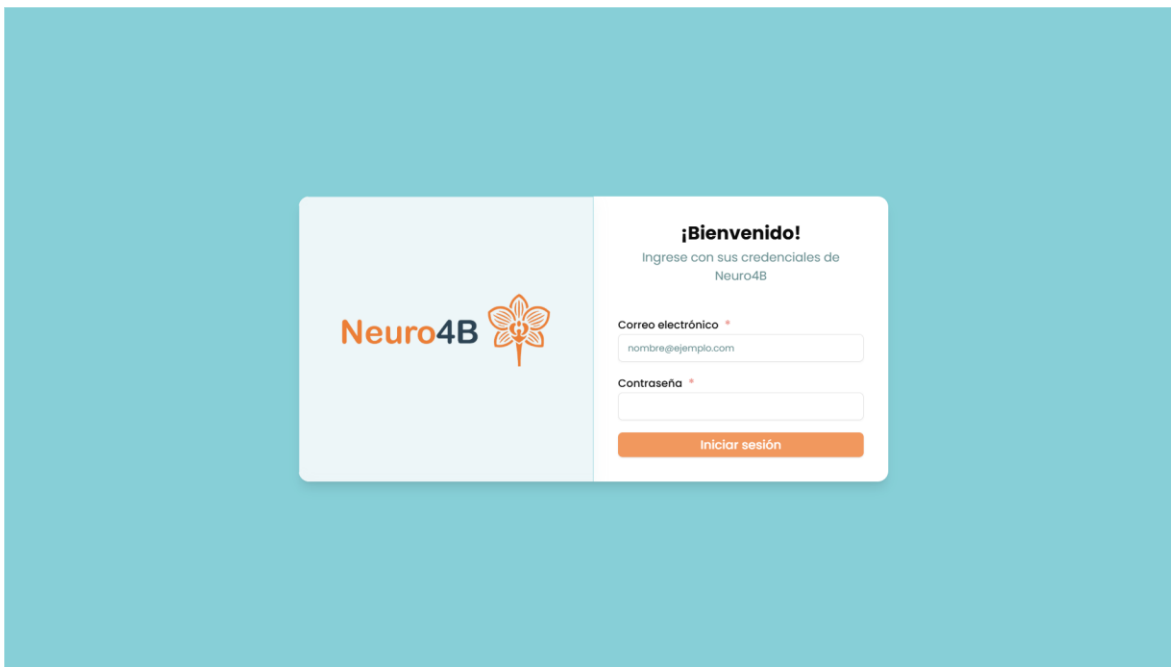 Neuro4B
¡Bienvenido!
Ingrese con sus credenciales de
Neuro4B
Correo electrónico *
nombre@ejemplo.com
Contraseña *
Iniciar sesión